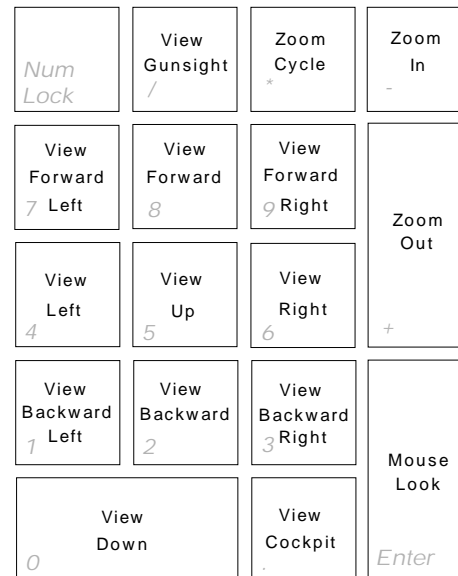 Num
Lock
View
Gunsight
/
Zoom
Cycle
*
Zoom
In
-
View
Forward
7 Left
View
Forward
8
View
Forward
9 Right
Zoom
Out
+
View
Left
4
View
Up
5
View
Right
6
View
Backward
1 Left
View
Backward
2
View
Backward
3 Right
Mouse
Look
Enter
View
Down
0
View
Cockpit
.